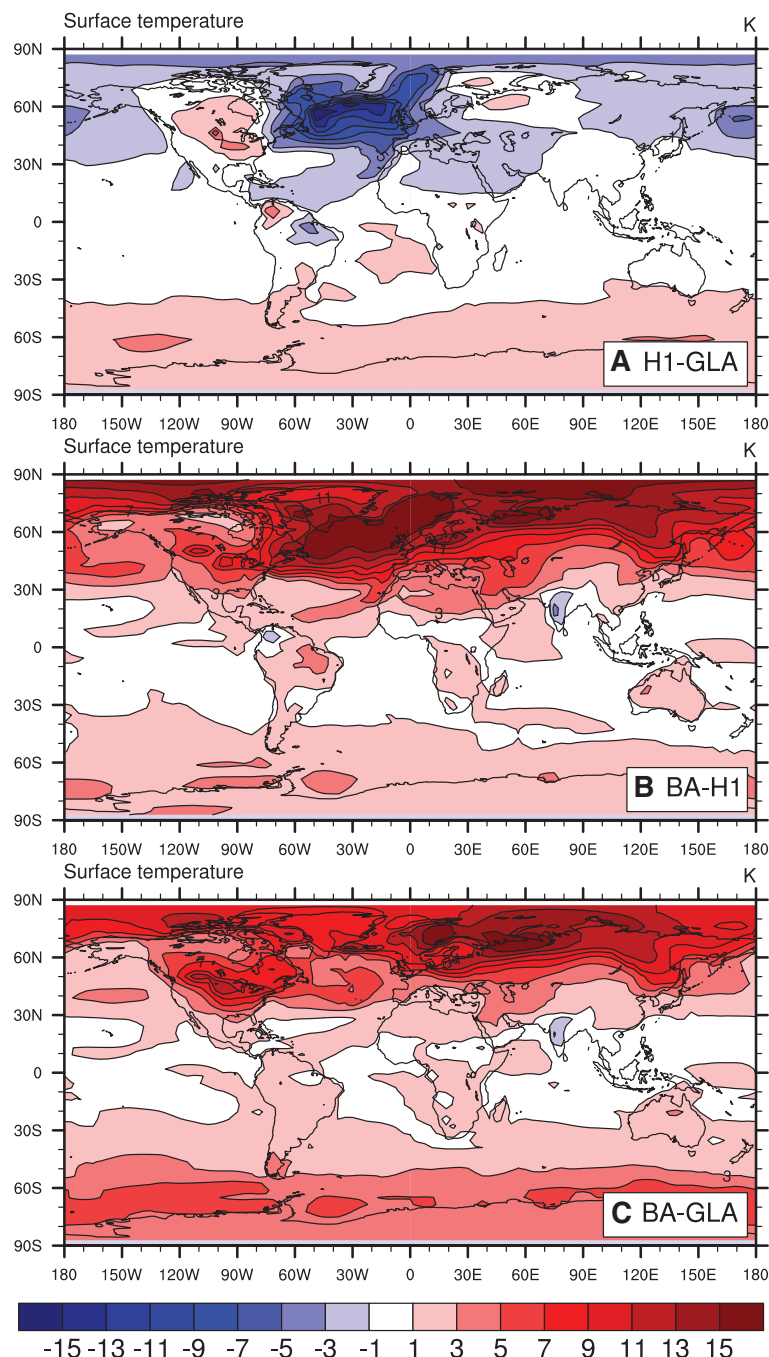 Surface temperature K
90N
60N
30N
0
30S
60S
90S
A H1-GLA
180 150W 120W 90W 60W 30W 0 30E 60E 90E 120E 150E 180
Surface temperature K
90N
60N
30N
0
30S
60S
90S
11
3
3
B BA-H1
180 150W 120W 90W 60W 30W 0 30E 60E 90E 120E 150E 180
Surface temperature K
90N
60N
30N
0
30S
60S
90S
3
C BA-GLA
180 150W 120W 90W 60W 30W 0 30E 60E 90E 120E 150E 180
-15 -13 -11 -9 -7 -5 -3 -1 1 3 5 7 9 11 13 15